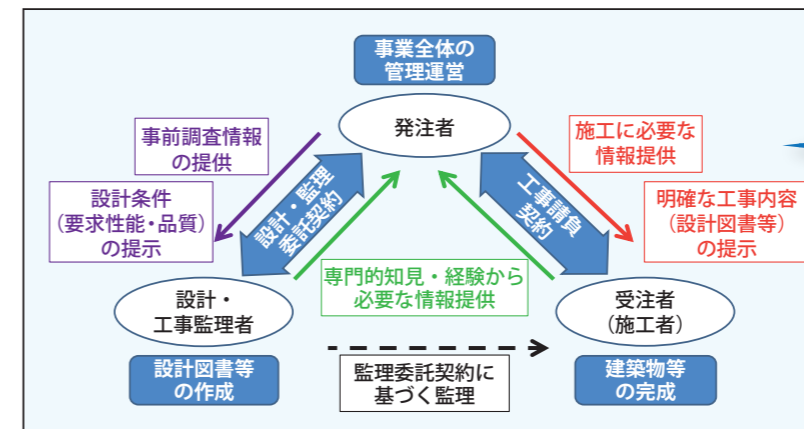 事業全体の
管理運営
発注者
事前調査情報
の提供
設計条件
（要求性能・品質）
の提示
設計・監理
委託契約
工事請負
契約
施工に必要な
情報提供
明確な工事内容
（設計図書等）
の提示
専門的知見・経験から
必要な情報提供
設計・
工事監理者
設計図書等
の作成
監理委託契約に
基づく監理
受注者
（施工者）
建築物等
の完成